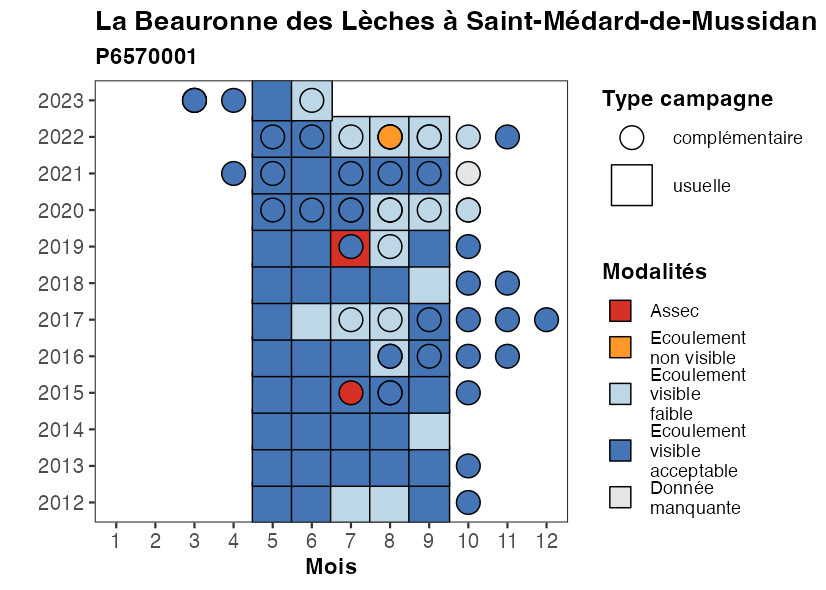 La Beauronne des Lèches à Saint-Médard-de-Mussidan
P6570001
2023
2022
2021
2020
2019
2018
2017
2016
2015
2014
2013
2012
1 2 3 4 5 6 7 8 9 10 11 12
Mois
Type campagne
complémentaire
usuelle
Modalités
Assec
Ecoulement
non visible
Ecoulement
visible
faible
Ecoulement
visible
acceptable
Donnée
manquante